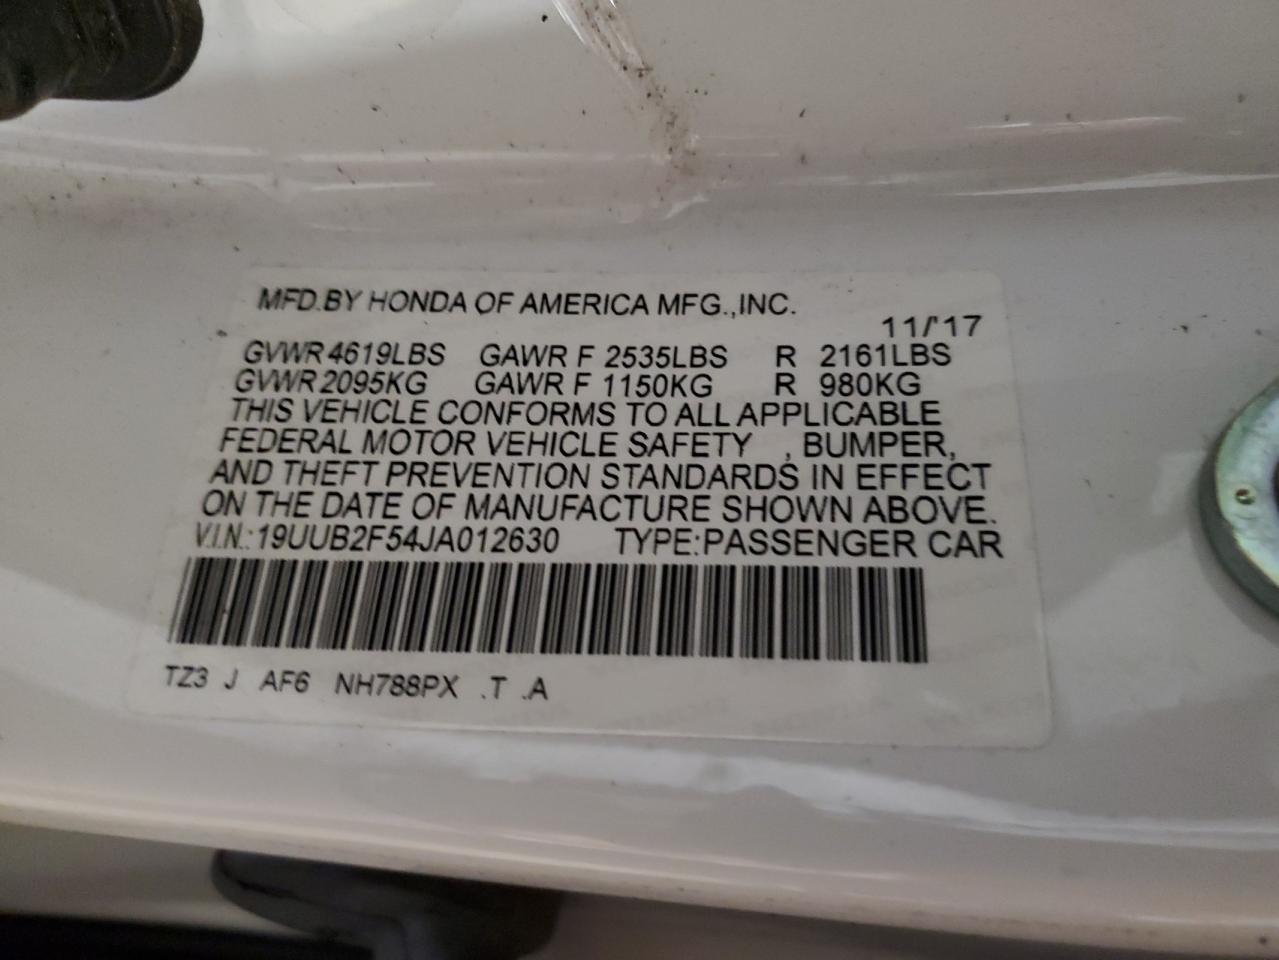 MFD.BY HONDA OF AMERICA MFG.,INC.
11/'17
GVWR 4619LBS GAWR F 2535LBS R 2161LBS
GVWR 2095KG GAWR F 1150KG R 980KG
THIS VEHICLE CONFORMS TO ALL APPLICABLE
FEDERAL MOTOR VEHICLE SAFETY , BUMPER,
AND THEFT PREVENTION STANDARDS IN EFFECT
ON THE DATE OF MANUFACTURE SHOWN ABOVE.
V.I.N.: 19UUB2F54JA012630 TYPE:PASSENGER CAR
TZ3 J AF6 NH788PX .T .A